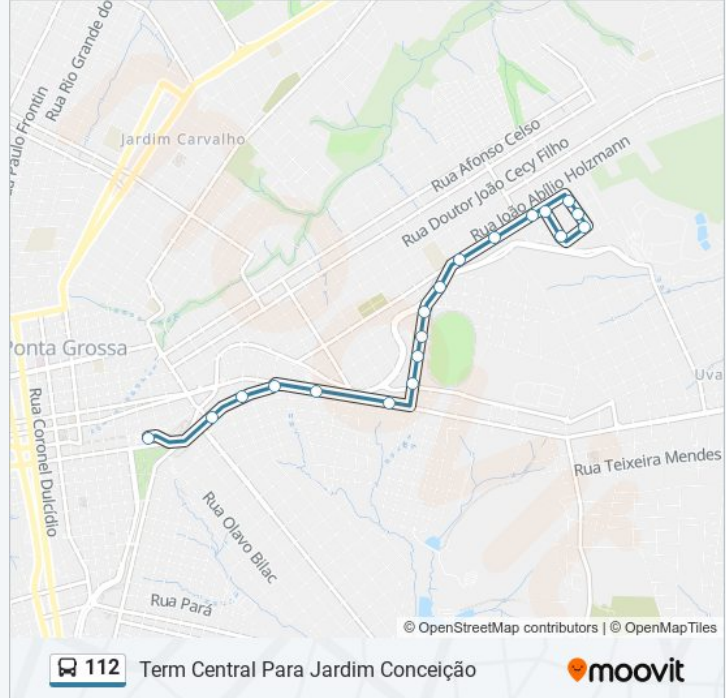 Rua Rio Grande do
Paulo Frontin
Jardim Carvalho
Rua Afonso Celso
Rua Doutor João Cecy Filho
Rua João Abílio Holzmann
Ponta Grossa
Uva
Rua Coronel Dulcídio
Rua Teixeira Mendes
Rua Olavo Bilac
Rua Pará
© OpenStreetMap contributors | © OpenMapTiles
112 Term Central Para Jardim Conceição
moovit